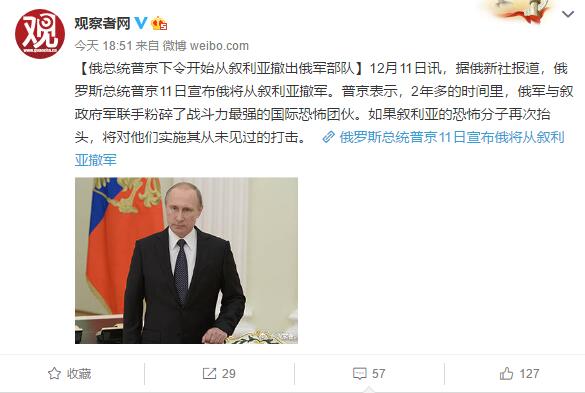 观
www.guancha.cn
观察者网
今天 18:51 来自 微博 weibo.com
【俄总统普京下令开始从叙利亚撤出俄军部队】12月11日讯，据俄新社报道，俄
罗斯总统普京11日宣布俄将从叙利亚撤军。普京表示，2年多的时间里，俄军与叙
政府军联手粉碎了战斗力最强的国际恐怖团伙。如果叙利亚的恐怖分子再次抬
头，将对他们实施其从未见过的打击。 俄罗斯总统普京11日宣布俄将从叙利
亚撤军
@观察者网
收藏 29 57 127